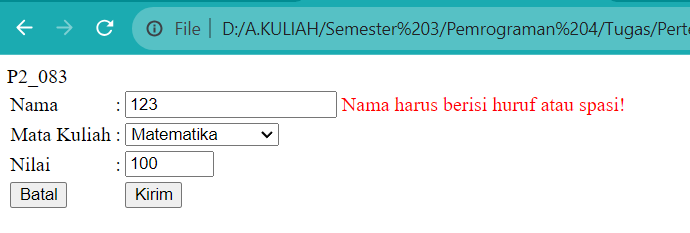 File | D:/A.KULIAH/Semester%203/Pemrograman%204/Tugas/Perte
P2_083
Nama : 123 Nama harus berisi huruf atau spasi!
Mata Kuliah : Matematika
Nilai : 100
Batal Kirim